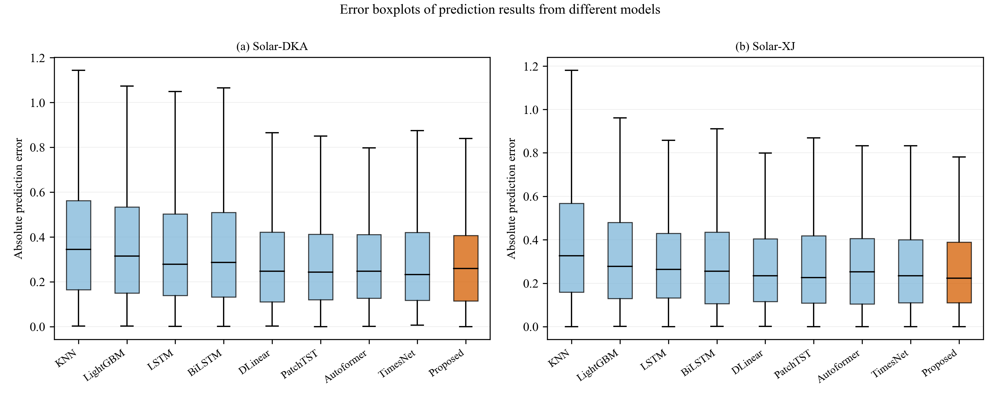 Error boxplots of prediction results from different models
(a) Solar-DKA
Absolute prediction error
1.2
1.0
0.8
0.6
0.4
0.2
0.0
KNN
LightGBM
LSTM
BiLSTM
DLinear
PatchTST
Autoformer
TimesNet
Proposed
(b) Solar-XJ
Absolute prediction error
1.2
1.0
0.8
0.6
0.4
0.2
0.0
KNN
LightGBM
LSTM
BiLSTM
DLinear
PatchTST
Autoformer
TimesNet
Proposed